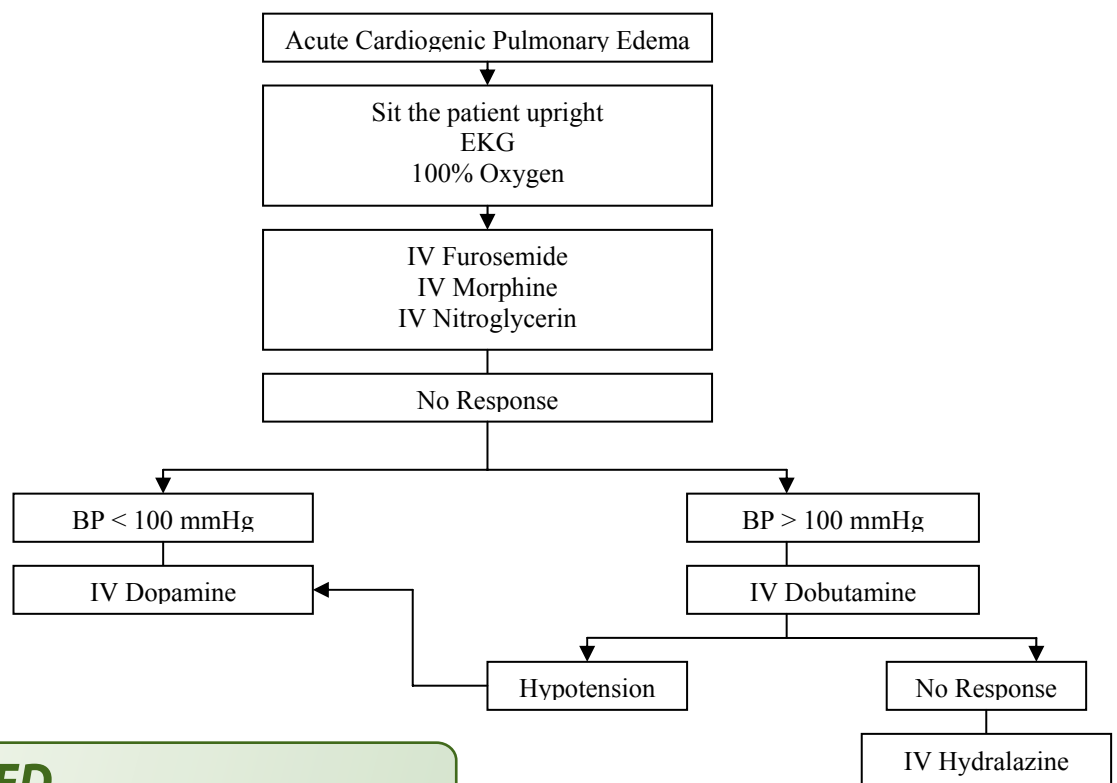 Acute Cardiogenic Pulmonary Edema
Sit the patient upright
EKG
100% Oxygen
IV Furosemide
IV Morphine
IV Nitroglycerin
No Response
BP < 100 mmHg
BP > 100 mmHg
IV Dopamine
IV Dobutamine
Hypotension
No Response
IV Hydralazine